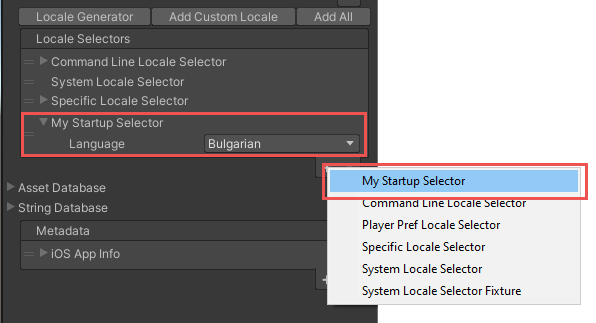 Locale Generator
Add Custom Locale
Add All
Locale Selectors
Command Line Locale Selector
System Locale Selector
Specific Locale Selector
My Startup Selector
Language
Bulgarian
Asset Database
String Database
Metadata
iOS App Info
My Startup Selector
Command Line Locale Selector
Player Pref Locale Selector
Specific Locale Selector
System Locale Selector
System Locale Selector Fixture